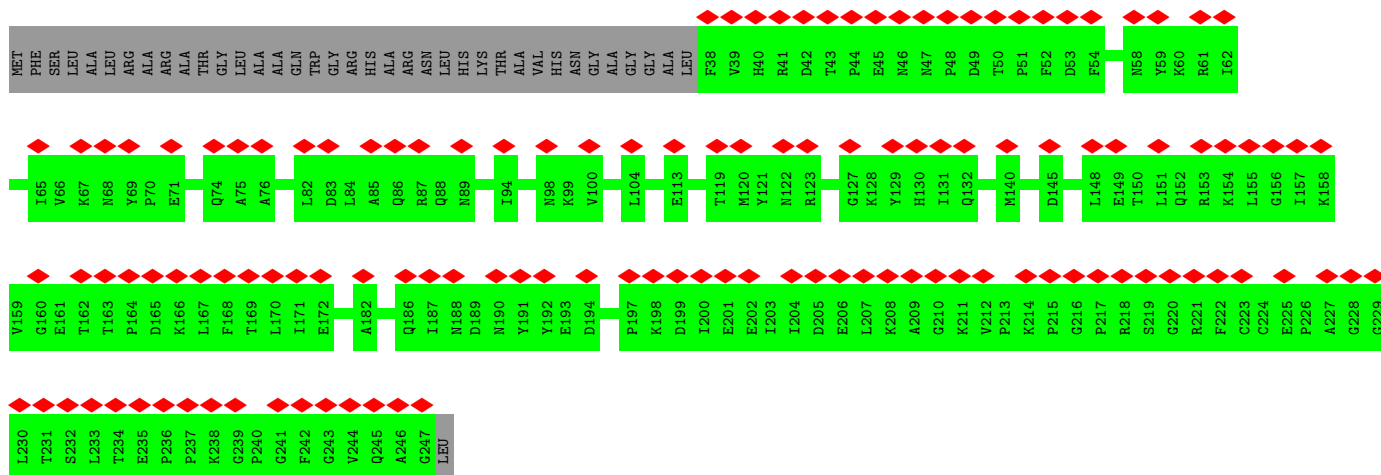 MET PHE SER LEU ALA LEU ARG ALA ARG ALA THR GLY LEU ALA ALA GLN TRP GLY ARG HIS ALA ARG ASN LEU HIS LYS THR ALA VAL HIS ASN GLY ALA GLY GLY ALA LEU F38 V39 H40 R41 D42 T43 P44 E45 N46 N47 P48 D49 T50 P51 F52 D53 F54 N58 Y59 K60 R61 I62
I65 V66 K67 N68 Y69 P70 E71 Q74 A75 A76 L82 D83 L84 A85 Q86 R87 Q88 N89 I94 N98 K99 V100 L104 E113 T119 M120 Y121 N122 R123 G127 K128 Y129 H130 I131 Q132 M140 D145 L148 E149 T150 L151 Q152 R153 K154 L155 G156 I157 K158
V159 G160 E161 T162 T163 P164 D165 K166 L167 F168 T169 L170 I171 E172 A182 Q186 I187 N188 D189 N190 Y191 Y192 E193 D194 P197 K198 D199 I200 E201 E202 I203 I204 D205 E206 L207 K208 A209 G210 K211 V212 P213 K214 P215 G216 P217 R218 S219 G220 R221 F222 C223 C224 E225 P226 A227 G228 G229
L230 T231 S232 L233 T234 E235 P236 P237 K238 G239 P240 G241 F242 G243 V244 Q245 A246 G247 LEU